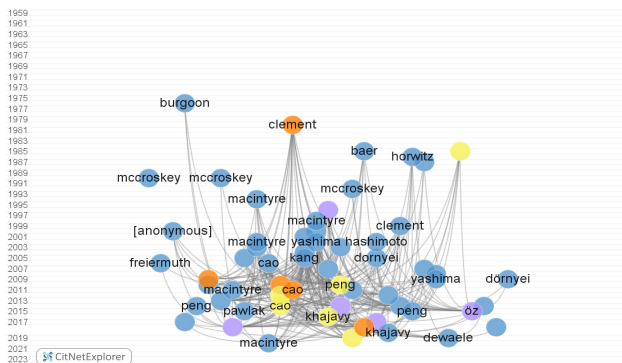 1959
1961
1963
1965
1967
1969
1971
1973
1975
1977
1979
1981
1983
1985
1987
1989
1991
1993
1995
1997
1999
2001
2003
2005
2007
2009
2011
2013
2015
2017
2019
2021
2023
burgoon
clement
baer
horwitz
mccroskey
mccroskey
mccroskey
macintyre
macintyre
clement
[anonymous]
macintyre
yashima
hashimoto
freiermuth
cao
kang
dornyei
yashima
dörnyei
macintyre
cao
peng
peng
pawlak
cao
khajavy
peng
öz
khajavy
dewaele
macintyre
CitNetExplorer